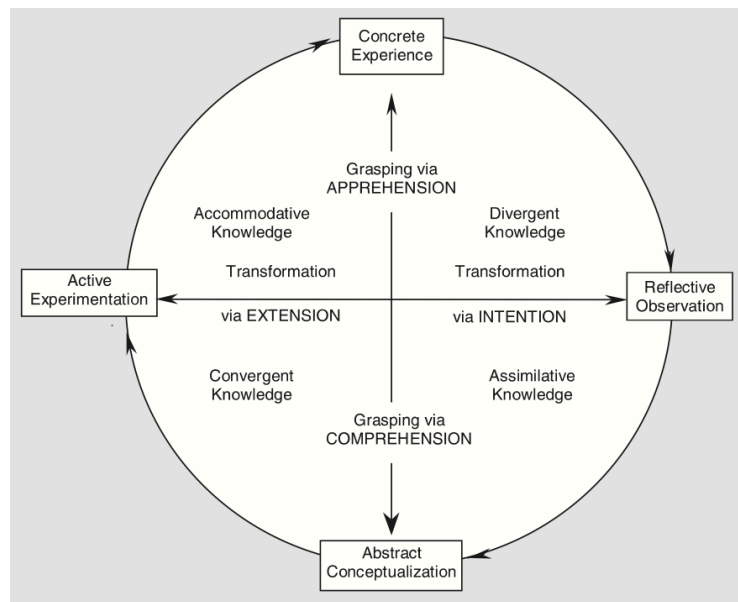 Concrete
Experience
Grasping via
APPREHENSION
Accommodative
Knowledge
Divergent
Knowledge
Transformation
Transformation
Active
Experimentation
Reflective
Observation
via EXTENSION
via INTENTION
Convergent
Knowledge
Assimilative
Knowledge
Grasping via
COMPREHENSION
Abstract
Conceptualization